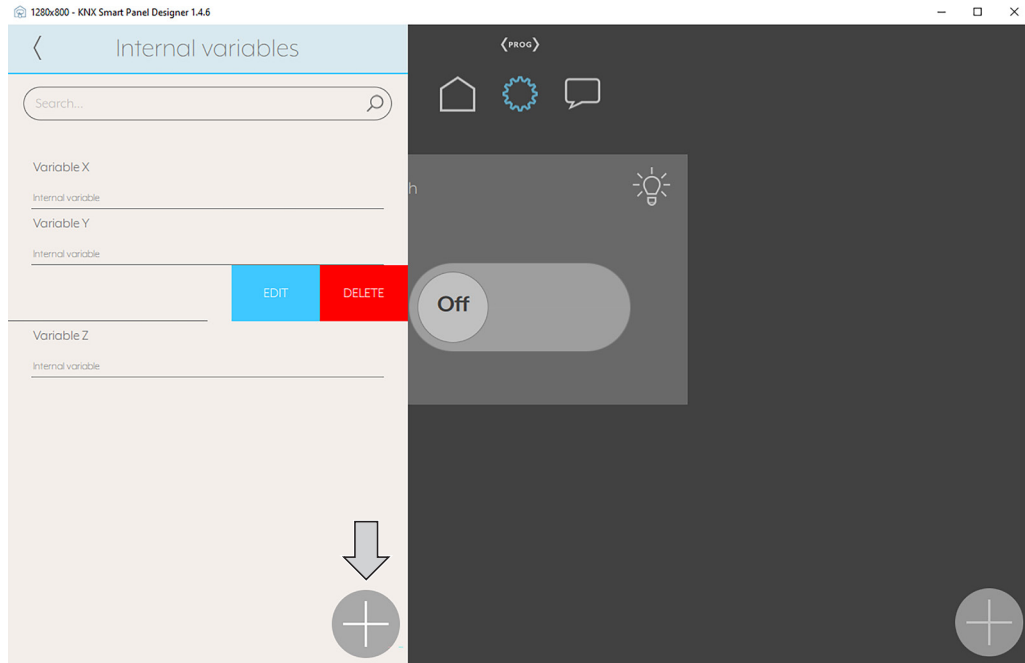 1280x800 - KNX Smart Panel Designer 1.4.6
Internal variables
Search...
Variable X
Internal variable
Variable Y
Internal variable
EDIT DELETE
Variable Z
Internal variable
PROG
h
Off